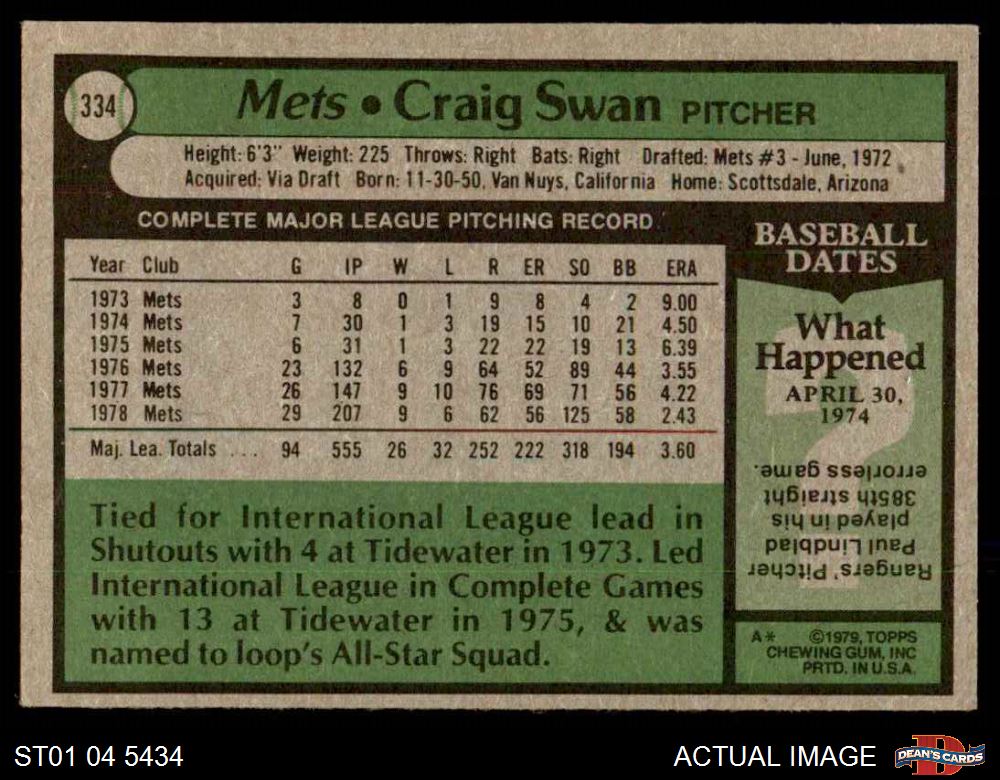 334
Mets • Craig Swan PITCHER
Height: 6'3" Weight: 225 Throws: Right Bats: Right Drafted: Mets #3 - June, 1972
Acquired: Via Draft Born: 11-30-50, Van Nuys, California Home: Scottsdale, Arizona
COMPLETE MAJOR LEAGUE PITCHING RECORD
Year Club G IP W L R ER SO BB ERA
1973 Mets 3 8 0 1 9 8 4 2 9.00
1974 Mets 7 30 1 3 19 15 10 21 4.50
1975 Mets 6 31 1 3 22 22 19 13 6.39
1976 Mets 23 132 6 9 64 52 89 44 3.55
1977 Mets 26 147 9 10 76 69 71 56 4.22
1978 Mets 29 207 9 6 62 56 125 58 2.43
Maj. Lea. Totals ... 94 555 26 32 252 222 318 194 3.60
Tied for International League lead in
Shutouts with 4 at Tidewater in 1973. Led
International League in Complete Games
with 13 at Tidewater in 1975, & was
named to loop's All-Star Squad.
BASEBALL
DATES
What
Happened
APRIL 30,
1974
?
Rangers' Pitcher
Paul Lindblad
played in his
385th straight
errorless game.
A* ©1979, TOPPS
CHEWING GUM, INC
PRTD. IN U.S.A.
ST01 04 5434
ACTUAL IMAGE
D
DEAN'S CARDS